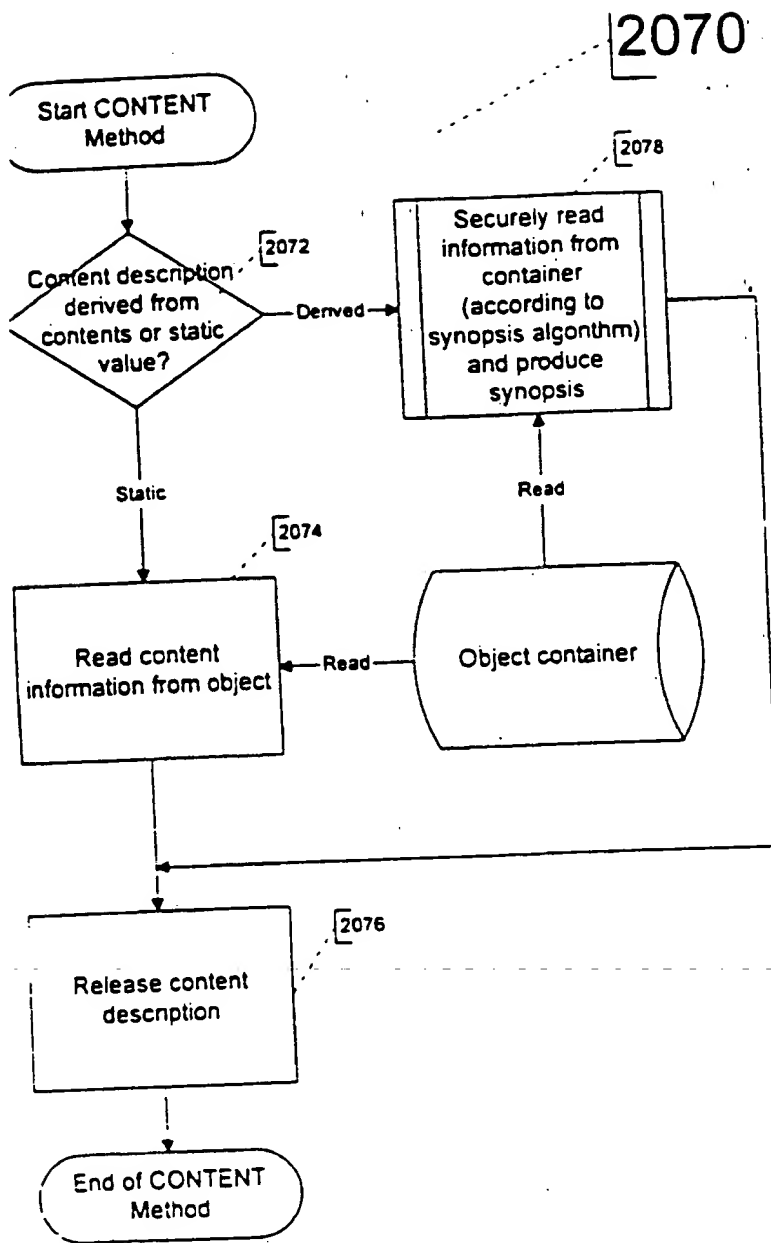 2070
Start CONTENT
Method
2078
Securely read
information from
container
(according to
synopsis algonthm)
and produce
synopsis
2072
Content description
derived from
contents or static
value?
Derived
Static
Read
2074
Read content
information from object
Read
Object container
2076
Release content
description
End of CONTENT
Method